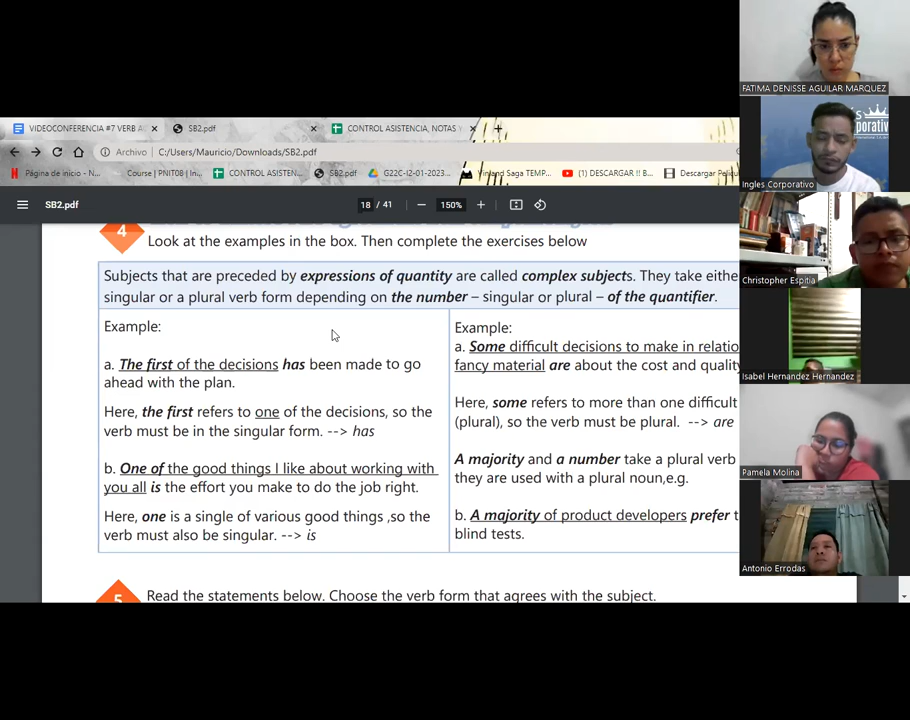 VIDEOCONFERENCIA #7 VERB A
SB2.pdf
CONTROL ASISTENCIA, NOTAS Y
Archivo
C:/Users/Mauricio/Downloads/SB2.pdf
Página de inicio - N...
Course | PNIT08 | In...
CONTROL ASISTEN...
SB2.pdf
G22C-I2-01-2023...
Vinland Saga TEMP...
(1) DESCARGAR !! B...
Descargar Pelícu
SB2.pdf
18 / 41
150%
4
Look at the examples in the box. Then complete the exercises below
Subjects that are preceded by expressions of quantity are called complex subjects. They take eithe
singular or a plural verb form depending on the number – singular or plural – of the quantifier.
Example:
a. The first of the decisions has been made to go
ahead with the plan.
Here, the first refers to one of the decisions, so the
verb must be in the singular form. --> has
b. One of the good things I like about working with
you all is the effort you make to do the job right.
Here, one is a single of various good things ,so the
verb must also be singular. --> is
Example:
a. Some difficult decisions to make in relatio
fancy material are about the cost and quality
Here, some refers to more than one difficult
(plural), so the verb must be plural. --> are
A majority and a number take a plural verb
they are used with a plural noun,e.g.
b. A majority of product developers prefer t
blind tests.
5
Read the statements below. Choose the verb form that agrees with the subject.
FATIMA DENISSE AGUILAR MARQUEZ
orporativo
Ingles Corporativo
Christopher Espitia
Isabel Hernandez Hernandez
Pamela Molina
Antonio Errodas